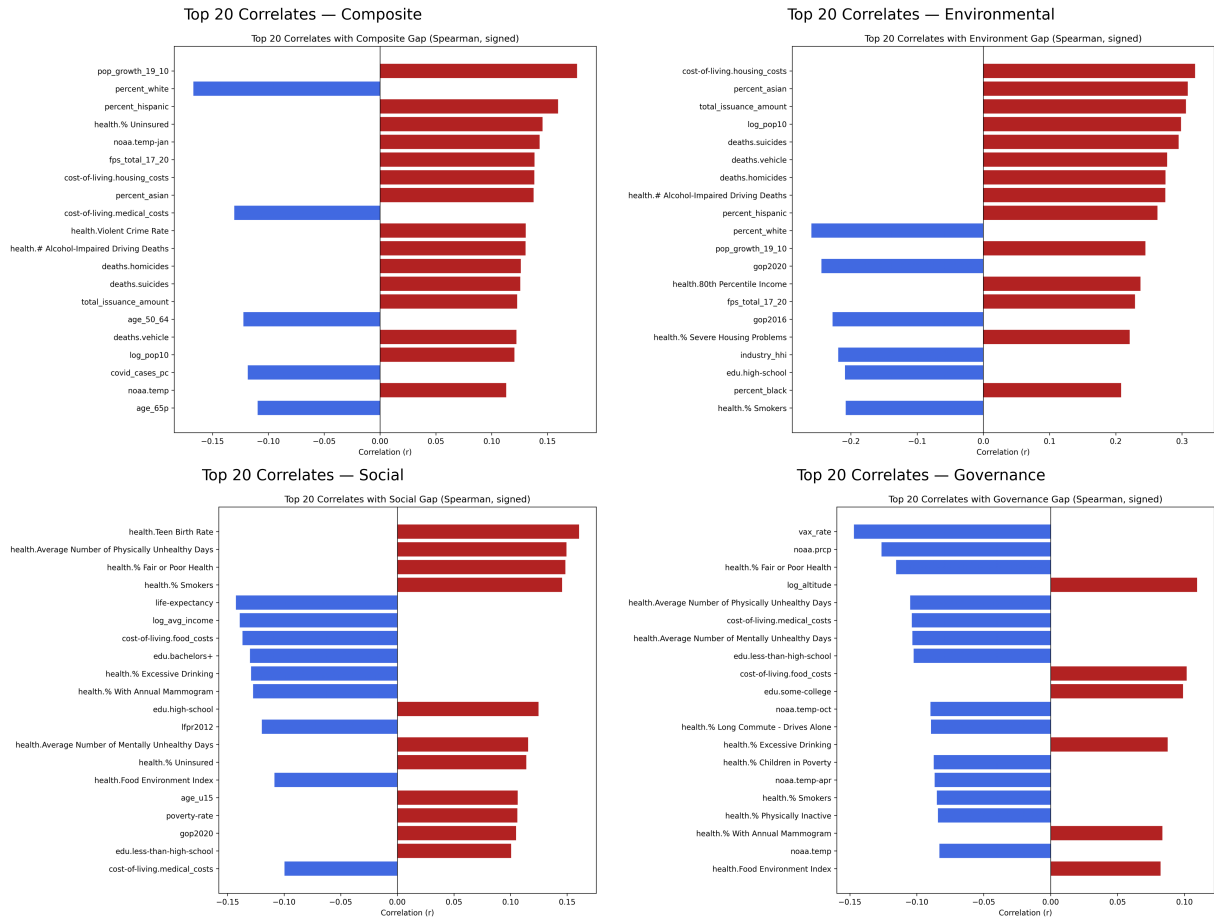 Top 20 Correlates — Composite
Top 20 Correlates with Composite Gap (Spearman, signed)
pop_growth_19_10
percent_white
percent_hispanic
health.% Uninsured
noaa.temp-jan
fps_total_17_20
cost-of-living.housing_costs
percent_asian
cost-of-living.medical_costs
health.Violent Crime Rate
health.# Alcohol-Impaired Driving Deaths
deaths.homicides
deaths.suicides
total_issuance_amount
age_50_64
deaths.vehicle
log_pop10
covid_cases_pc
noaa.temp
age_65p
−0.15 −0.10 −0.05 0.00 0.05 0.10 0.15
Correlation (r)
Top 20 Correlates — Environmental
Top 20 Correlates with Environment Gap (Spearman, signed)
cost-of-living.housing_costs
percent_asian
total_issuance_amount
log_pop10
deaths.suicides
deaths.vehicle
deaths.homicides
health.# Alcohol-Impaired Driving Deaths
percent_hispanic
percent_white
pop_growth_19_10
gop2020
health.80th Percentile Income
fps_total_17_20
gop2016
health.% Severe Housing Problems
industry_hhi
edu.high-school
percent_black
health.% Smokers
−0.2 −0.1 0.0 0.1 0.2 0.3
Correlation (r)
Top 20 Correlates — Social
Top 20 Correlates with Social Gap (Spearman, signed)
health.Teen Birth Rate
health.Average Number of Physically Unhealthy Days
health.% Fair or Poor Health
health.% Smokers
life-expectancy
log_avg_income
cost-of-living.food_costs
edu.bachelors+
health.% Excessive Drinking
health.% With Annual Mammogram
edu.high-school
lfpr2012
health.Average Number of Mentally Unhealthy Days
health.% Uninsured
health.Food Environment Index
age_u15
poverty-rate
gop2020
edu.less-than-high-school
cost-of-living.medical_costs
−0.15 −0.10 −0.05 0.00 0.05 0.10 0.15
Correlation (r)
Top 20 Correlates — Governance
Top 20 Correlates with Governance Gap (Spearman, signed)
vax_rate
noaa.prcp
health.% Fair or Poor Health
log_altitude
health.Average Number of Physically Unhealthy Days
cost-of-living.medical_costs
health.Average Number of Mentally Unhealthy Days
edu.less-than-high-school
cost-of-living.food_costs
edu.some-college
noaa.temp-oct
health.% Long Commute - Drives Alone
health.% Excessive Drinking
health.% Children in Poverty
noaa.temp-apr
health.% Smokers
health.% Physically Inactive
health.% With Annual Mammogram
noaa.temp
health.Food Environment Index
−0.15 −0.10 −0.05 0.00 0.05 0.10
Correlation (r)